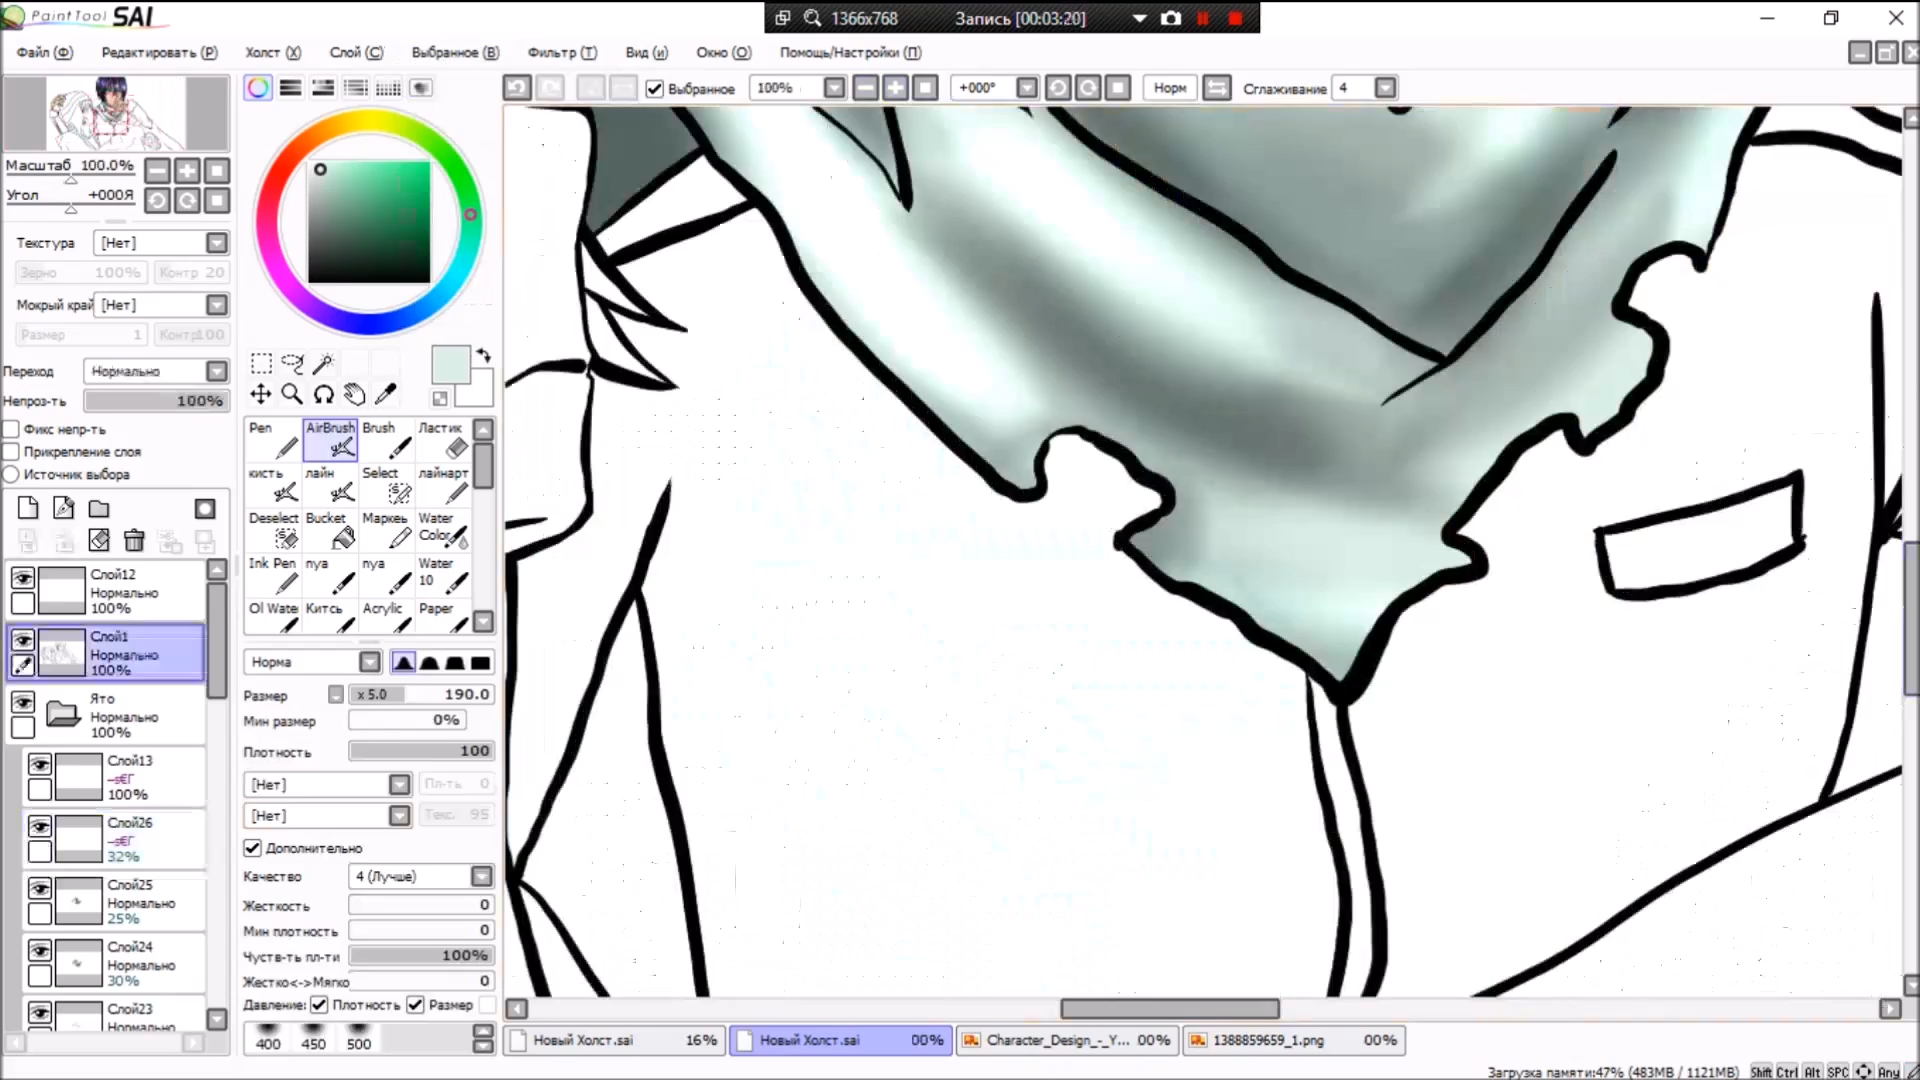 PaintTool SAI
1366x768 Запись [00:03:20]
Файл (Ф) Редактировать (Р) Холст (Х) Слой (С) Выбранное (В) Фильтр (Т) Вид (и) Окно (О) Помощь/Настройки (П)
Выбранное 100% +000° Норм Сглаживание 4
Масштаб 100.0%
Угол +000Я
Текстура [Нет]
Зерно 100% Контр 20
Мокрый край [Нет]
Размер 1 Контр100
Переход Нормально
Непроз-ть 100%
Фикс непр-ть
Прикрепление слоя
Источник выбора
Слой12
Нормально
100%
Слой1
Нормально
100%
Ято
Нормально
100%
Слой13
100%
Слой26
32%
Слой25
Нормально
25%
Слой24
Нормально
30%
Слой23
Нормально
Pen AirBrush Brush Ластик
кисть лайн Select лайнарт
Deselect Bucket Маркеь Water Color
Ink Pen nya nya Water 10
Ol Wate Китсь Acrylic Paper
Норма
Размер x 5.0 190.0
Мин размер 0%
Плотность 100
[Нет] Пл-ть 0
[Нет] Текс. 95
Дополнительно
Качество 4 (Лучше)
Жесткость 0
Мин плотность 0
Чуств-ть пл-ти 100%
Жестко<->Мягко 0
Давление: Плотность Размер
400 450 500
Новый Холст.sai 16% Новый Холст.sai 00% Character_Design_-_Y... 00% 1388859659_1.png 00%
Загрузка памяти:47% (483MB / 1121MB) Shift Ctrl Alt SPC Any